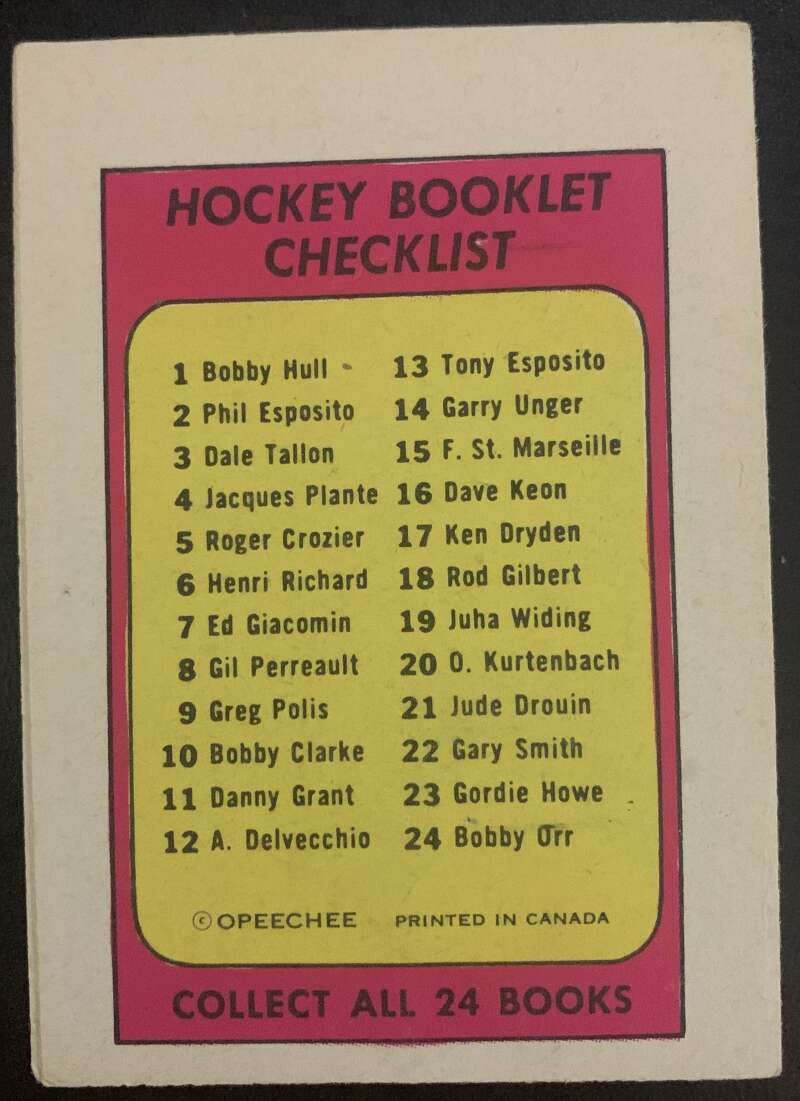 HOCKEY BOOKLET
CHECKLIST
1 Bobby Hull
2 Phil Esposito
3 Dale Tallon
4 Jacques Plante
5 Roger Crozier
6 Henri Richard
7 Ed Giacomin
8 Gil Perreault
9 Greg Polis
10 Bobby Clarke
11 Danny Grant
12 A. Delvecchio
13 Tony Esposito
14 Garry Unger
15 F. St. Marseille
16 Dave Keon
17 Ken Dryden
18 Rod Gilbert
19 Juha Widing
20 O. Kurtenbach
21 Jude Drouin
22 Gary Smith
23 Gordie Howe
24 Bobby Orr
© OPEECHEE PRINTED IN CANADA
COLLECT ALL 24 BOOKS